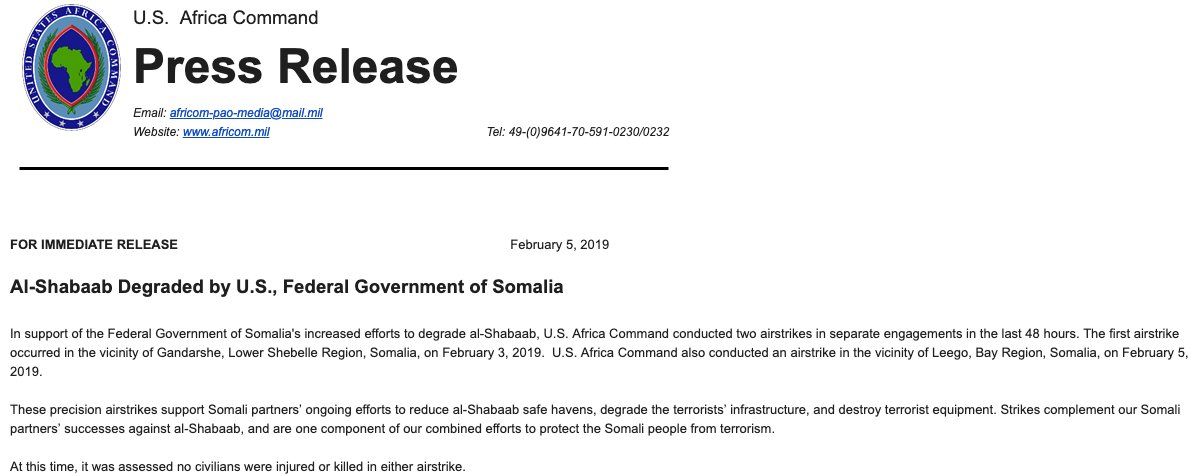 UNITED STATES AFRICA COMMAND
U.S.  Africa Command
Press Release
Email: africom-pao-media@mail.mil
Website: www.africom.mil
Tel: 49-(0)9641-70-591-0230/0232
FOR IMMEDIATE RELEASE
February 5, 2019
Al-Shabaab Degraded by U.S., Federal Government of Somalia
In support of the Federal Government of Somalia's increased efforts to degrade al-Shabaab, U.S. Africa Command conducted two airstrikes in separate engagements in the last 48 hours. The first airstrike
occurred in the vicinity of Gandarshe, Lower Shebelle Region, Somalia, on February 3, 2019.  U.S. Africa Command also conducted an airstrike in the vicinity of Leego, Bay Region, Somalia, on February 5,
2019.
These precision airstrikes support Somali partners’ ongoing efforts to reduce al-Shabaab safe havens, degrade the terrorists’ infrastructure, and destroy terrorist equipment. Strikes complement our Somali
partners’ successes against al-Shabaab, and are one component of our combined efforts to protect the Somali people from terrorism.
At this time, it was assessed no civilians were injured or killed in either airstrike.